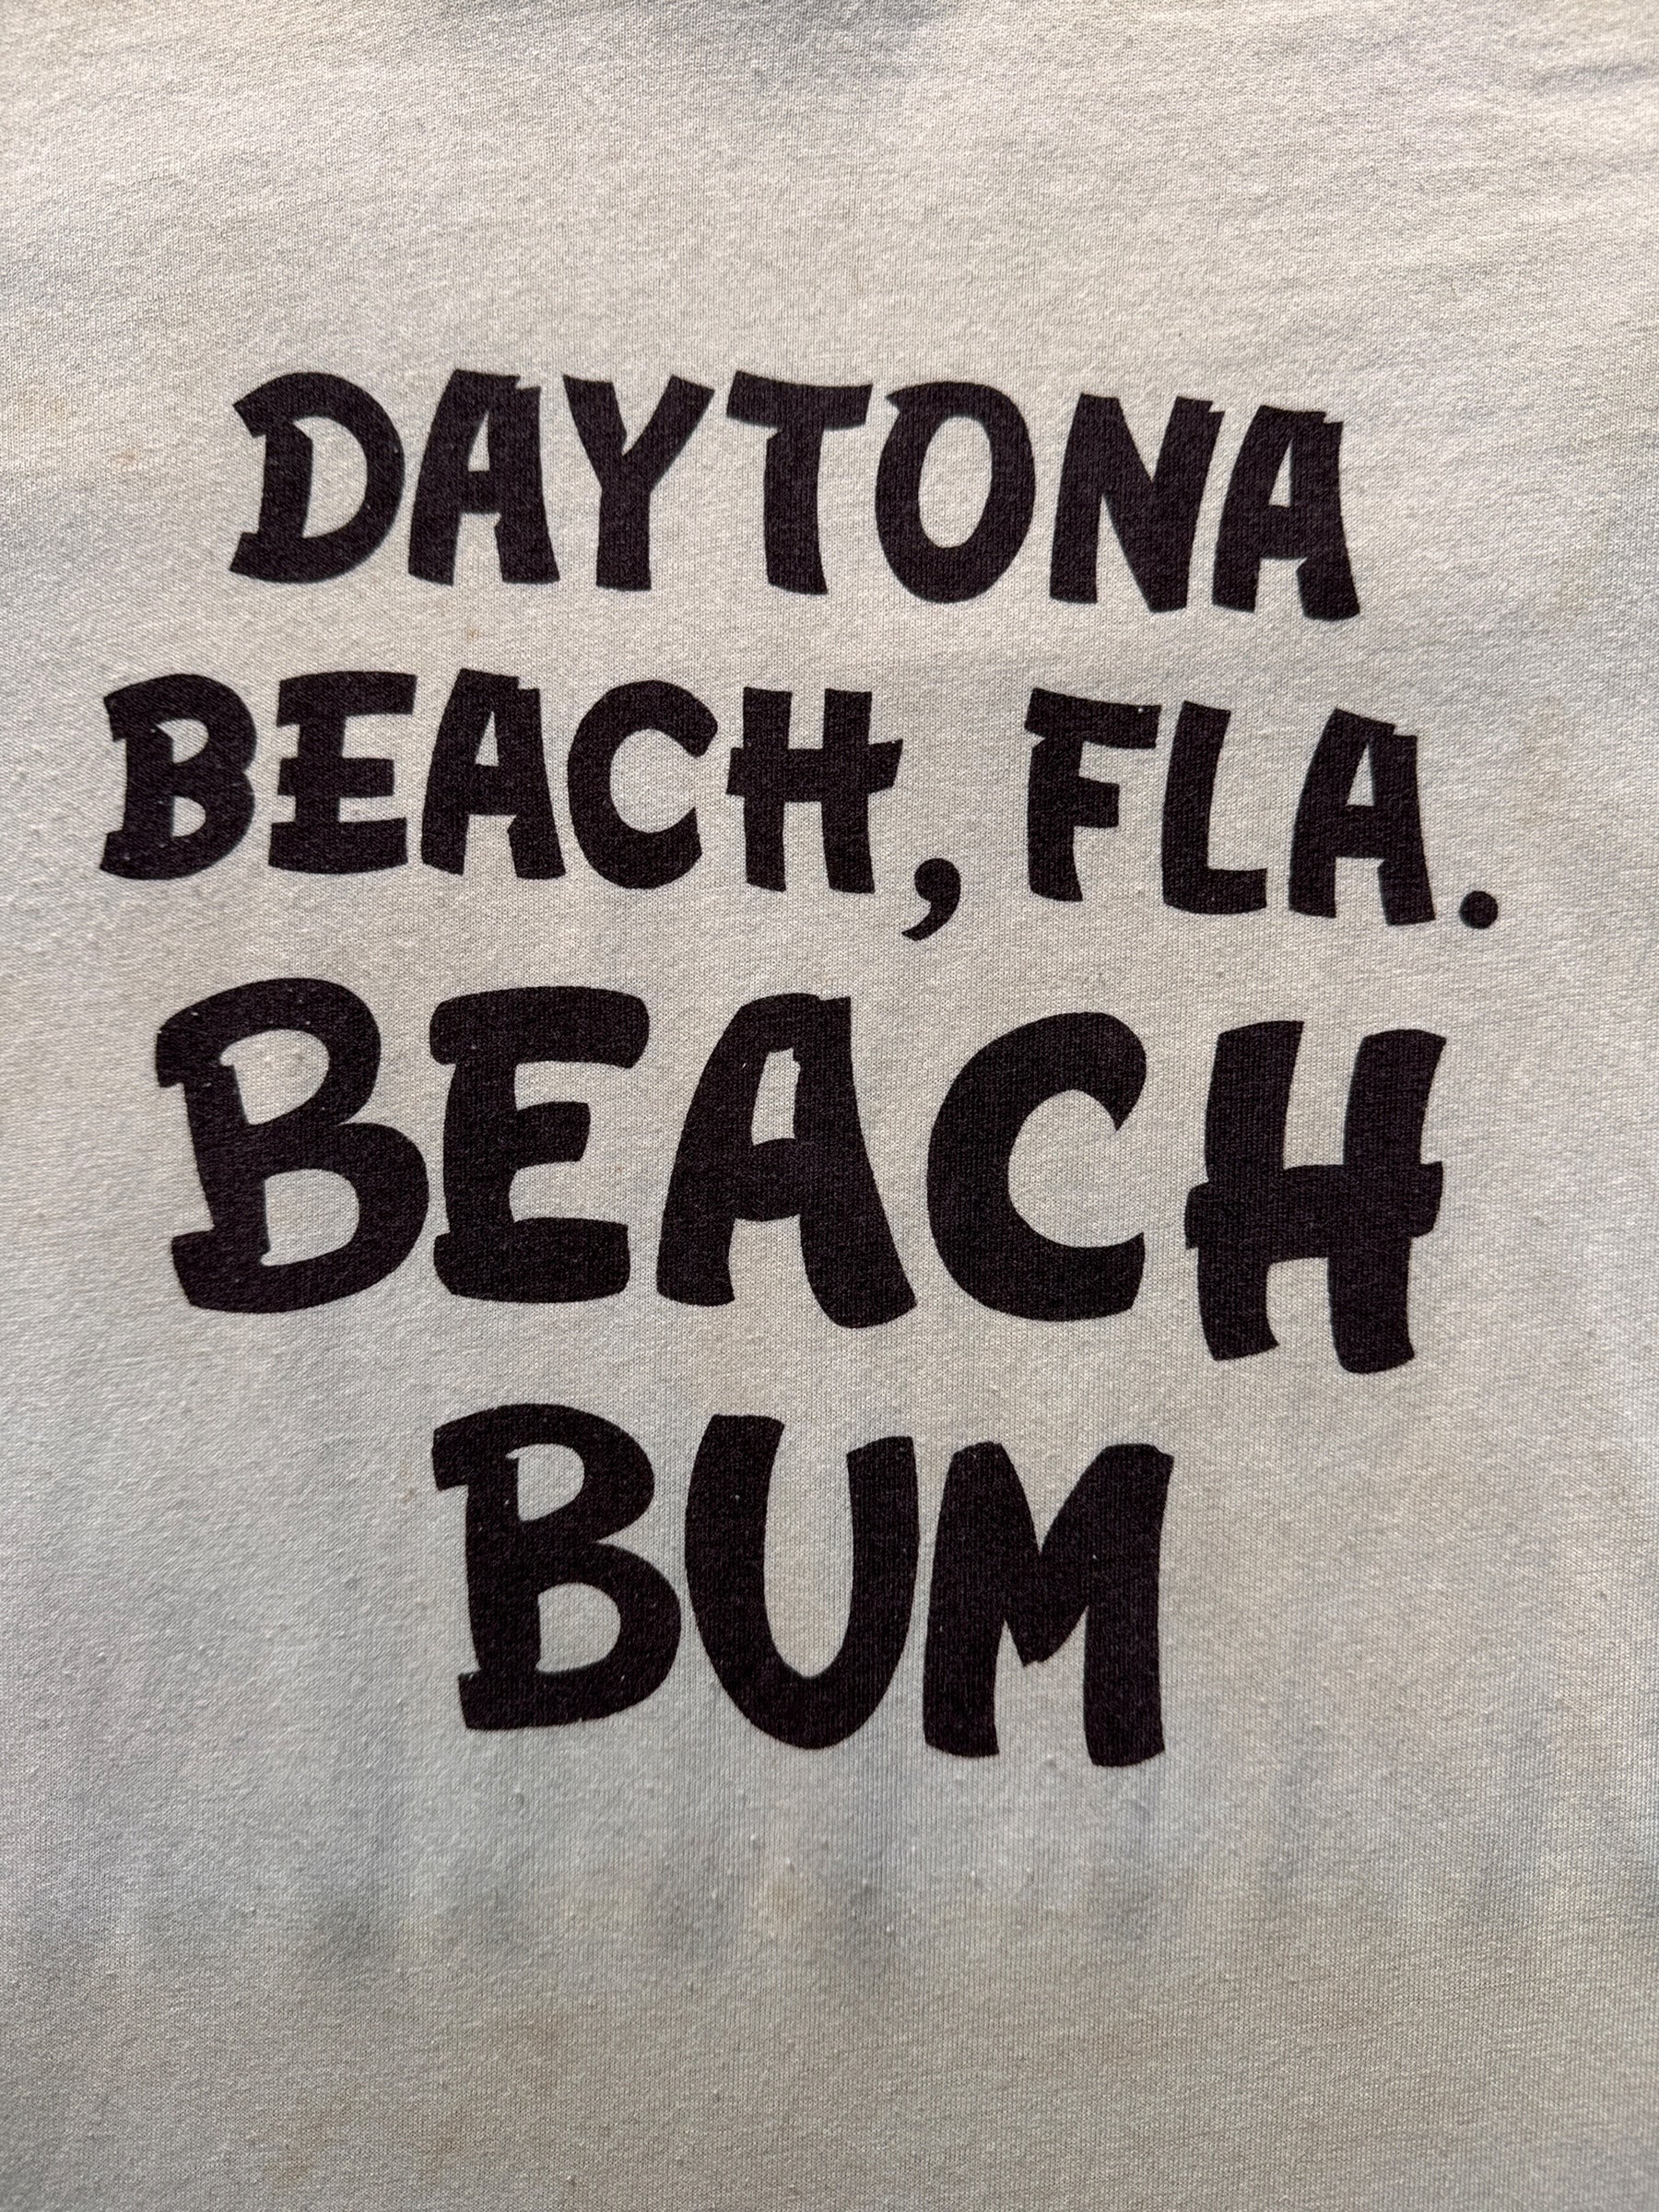 DAYTONA
BEACH, FLA.
BEACH
BUM